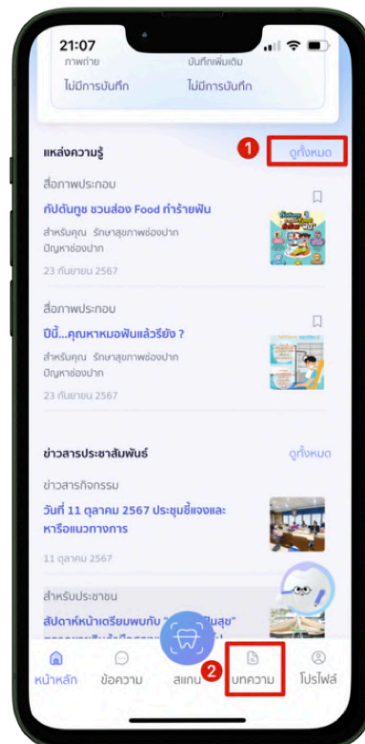 21:07
ภาพถ่าย
บันทึกเพิ่มเติม
ไม่มีการบันทึก
ไม่มีการบันทึก
แหล่งความรู้
1
ดูทั้งหมด
สื่อภาพประกอบ
กัปตันทูธ ชวนส่อง Food ทำร้ายฟัน
สำหรับคุณ รักษาสุขภาพช่องปาก
ปัญหาช่องปาก
23 กันยายน 2567
สื่อภาพประกอบ
ปีนี้...คุณหาหมอฟันแล้วรึยัง ?
สำหรับคุณ รักษาสุขภาพช่องปาก
ปัญหาช่องปาก
23 กันยายน 2567
ข่าวสารประชาสัมพันธ์
ดูทั้งหมด
ข่าวสารกิจกรรม
วันที่ 11 ตุลาคม 2567 ประชุมชี้แจงและ
หารือแนวทางการ
11 ตุลาคม 2567
สำหรับประชาชน
สัปดาห์หน้าเตรียมพบกับ
หน้าหลัก
ข้อความ
สแกน
2
บทความ
โปรไฟล์